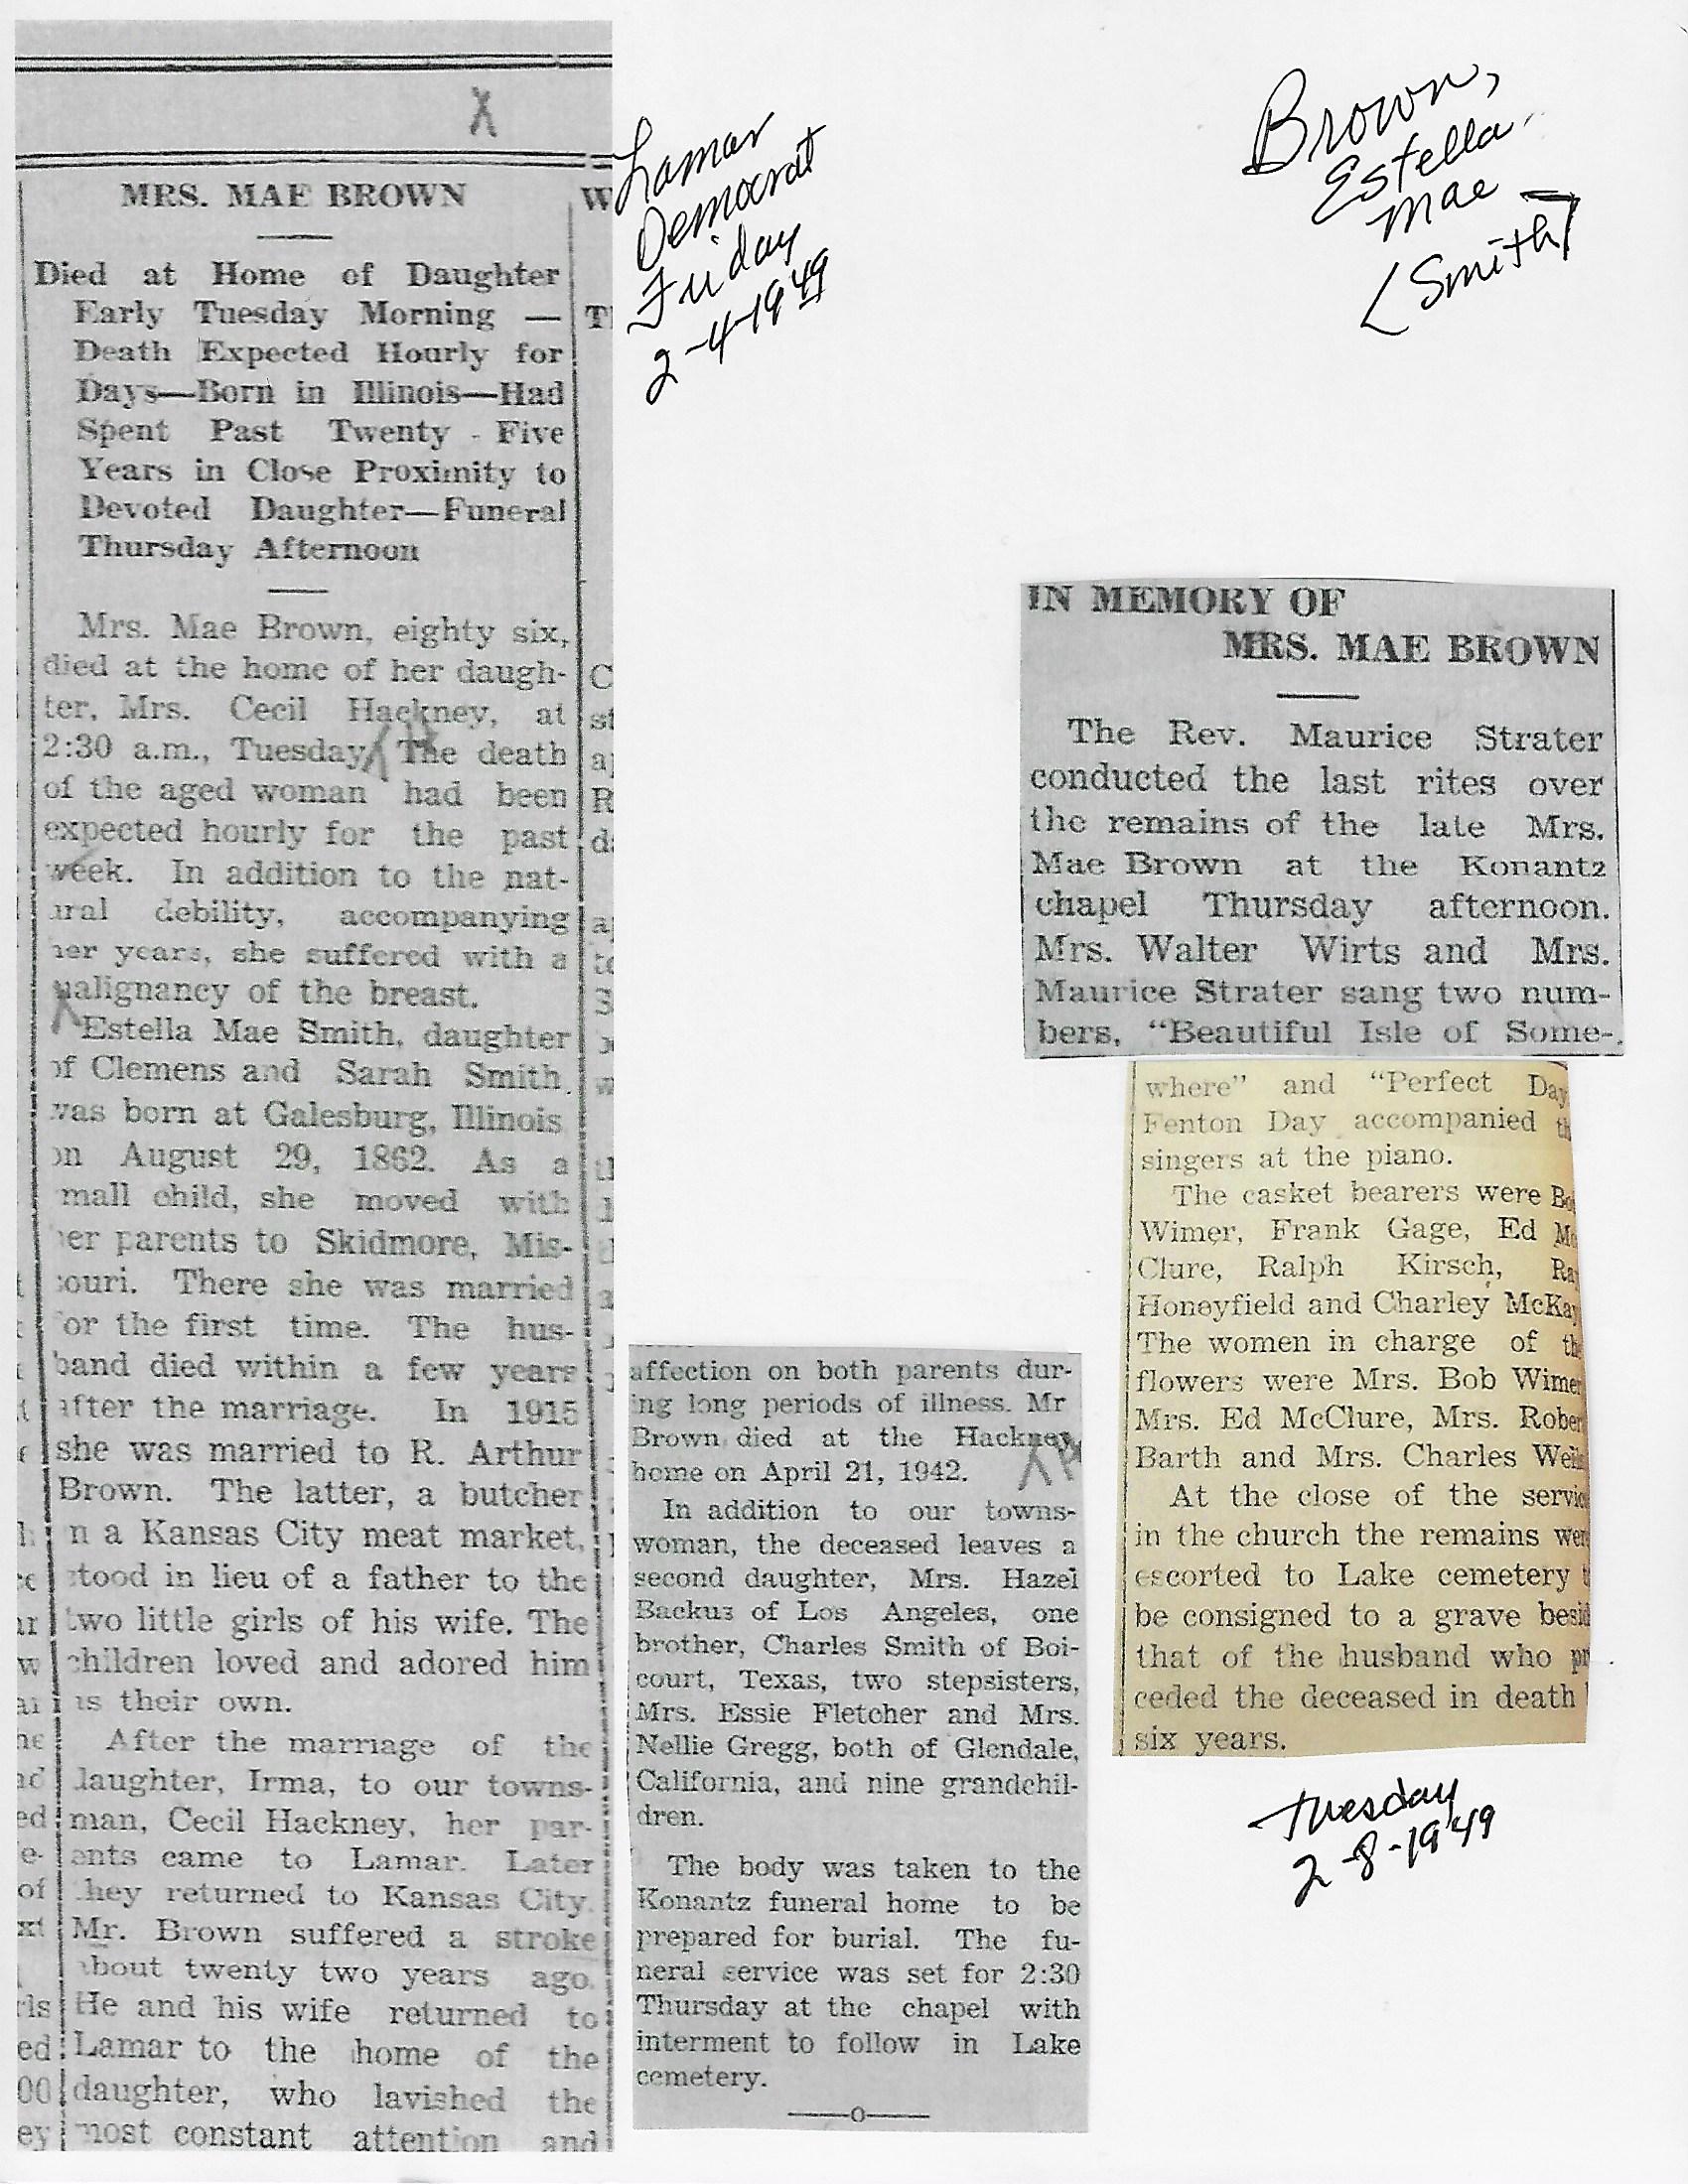 X
MRS. MAE BROWN
Died at Home of Daughter
Early Tuesday Morning —
Death Expected Hourly for
Days—Born in Illinois—Had
Spent Past Twenty - Five
Years in Close Proximity to
Devoted Daughter—Funeral
Thursday Afternoon
Mrs. Mae Brown, eighty six,
died at the home of her daugh-
ter, Mrs. Cecil Hackney, at
2:30 a.m., Tuesday. The death
of the aged woman had been
expected hourly for the past
week. In addition to the nat-
ural debility, accompanying
her years, she suffered with a
malignancy of the breast.
Estella Mae Smith, daughter
of Clemens and Sarah Smith,
was born at Galesburg, Illinois
on August 29, 1862. As a
small child, she moved with
her parents to Skidmore, Mis-
souri. There she was married
for the first time. The hus-
band died within a few years
after the marriage. In 1915
she was married to R. Arthur
Brown. The latter, a butcher
in a Kansas City meat market,
stood in lieu of a father to the
two little girls of his wife. The
children loved and adored him
as their own.
After the marriage of the
daughter, Irma, to our towns-
man, Cecil Hackney, her par-
ents came to Lamar. Later
they returned to Kansas City.
Mr. Brown suffered a stroke
about twenty two years ago.
He and his wife returned to
Lamar to the home of the
daughter, who lavished the
most constant attention and
affection on both parents dur-
ing long periods of illness. Mr
Brown died at the Hackney
home on April 21, 1942.
In addition to our towns-
woman, the deceased leaves a
second daughter, Mrs. Hazel
Backus of Los Angeles, one
brother, Charles Smith of Boi-
court, Texas, two stepsisters,
Mrs. Essie Fletcher and Mrs.
Nellie Gregg, both of Glendale,
California, and nine grandchil-
dren.
The body was taken to the
Konantz funeral home to be
prepared for burial. The fu-
neral service was set for 2:30
Thursday at the chapel with
interment to follow in Lake
cemetery.
——o——
Lamar
Democrat
Friday
2-4-1949
Brown,
Estella
Mae —
(Smith)
IN MEMORY OF
MRS. MAE BROWN
The Rev. Maurice Strater
conducted the last rites over
the remains of the late Mrs.
Mae Brown at the Konantz
chapel Thursday afternoon.
Mrs. Walter Wirts and Mrs.
Maurice Strater sang two num-
bers, “Beautiful Isle of Some-
where” and “Perfect Day
Fenton Day accompanied th
singers at the piano.
The casket bearers were Bo
Wimer, Frank Gage, Ed Mc
Clure, Ralph Kirsch, Ray
Honeyfield and Charley McKay
The women in charge of the
flowers were Mrs. Bob Wimer
Mrs. Ed McClure, Mrs. Rober
Barth and Mrs. Charles
At the close of the servic
in the church the remains wer
escorted to Lake cemetery t
be consigned to a grave besid
that of the husband who pr
ceded the deceased in death
six years.
Tuesday
2-8-1949